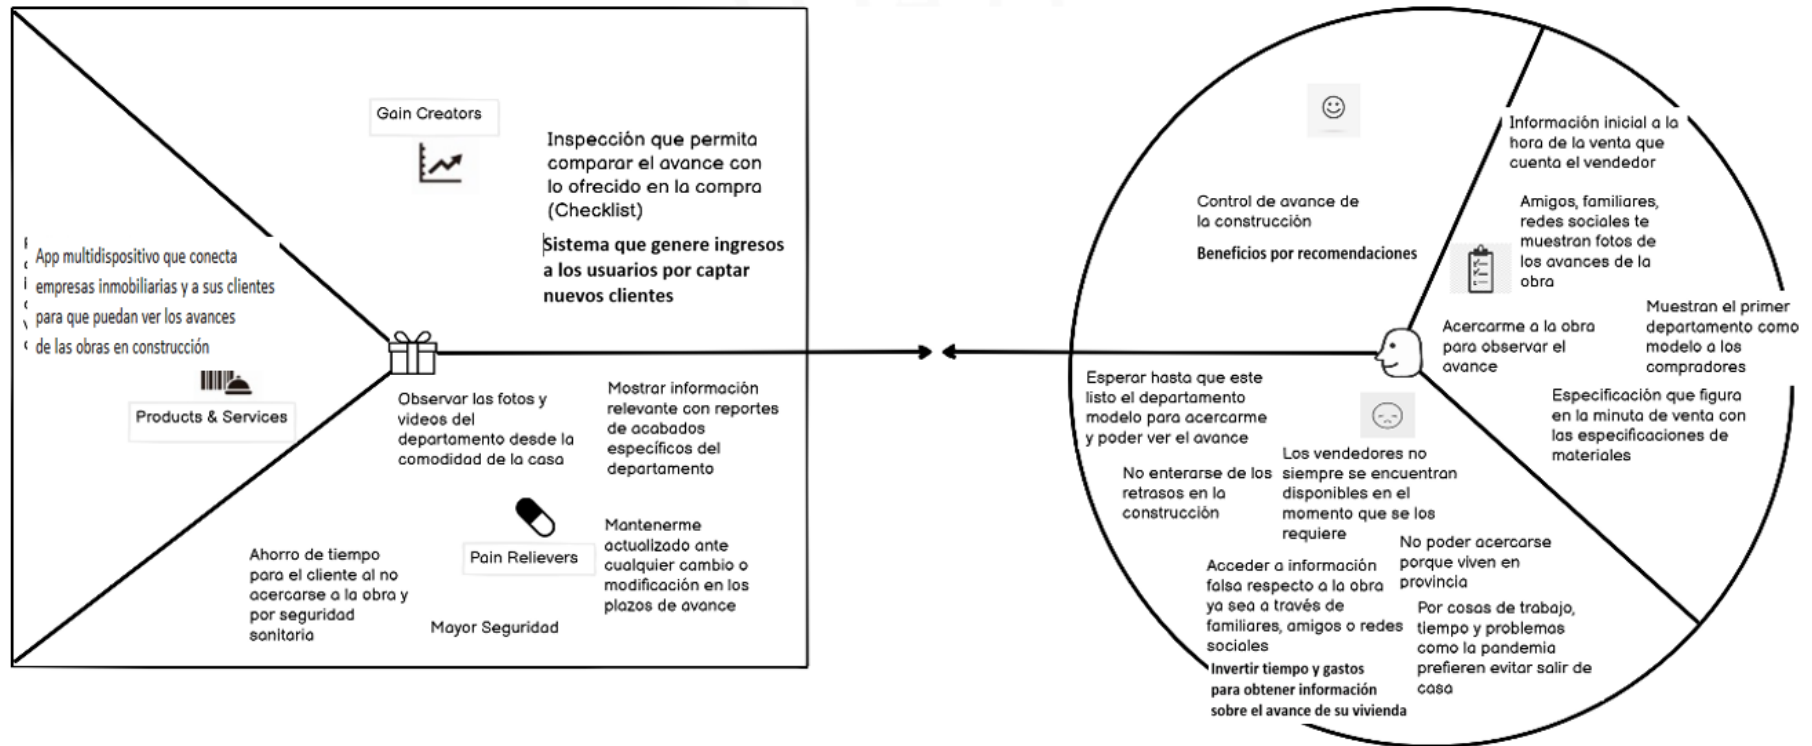 Gain Creators
Inspección que permita
comparar el avance con
lo ofrecido en la compra
(Checklist)
Sistema que genere ingresos
a los usuarios por captar
nuevos clientes
App multidispositivo que conecta
empresas inmobiliarias y a sus clientes
para que puedan ver los avances
de las obras en construcción
Products & Services
Observar las fotos y
videos del
departamento desde la
comodidad de la casa
Mostrar información
relevante con reportes
de acabados
específicos del
departamento
Pain Relievers
Mantenerme
actualizado ante
cualquier cambio o
modificación en los
plazos de avance
Ahorro de tiempo
para el cliente al no
acercarse a la obra y
por seguridad
sanitaria
Mayor Seguridad
Control de avance de
la construcción
Beneficios por recomendaciones
Información inicial a la
hora de la venta que
cuenta el vendedor
Amigos, familiares,
redes sociales te
muestran fotos de
los avances de la
obra
Acercarme a la obra
para observar el
avance
Muestran el primer
departamento como
modelo a los
compradores
Especificación que figura
en la minuta de venta con
las especificaciones de
materiales
Esperar hasta que este
listo el departamento
modelo para acercarme
y poder ver el avance
No enterarse de los
retrasos en la
construcción
Los vendedores no
siempre se encuentran
disponibles en el
momento que se los
requiere
No poder acercarse
porque viven en
provincia
Acceder a información
falsa respecto a la obra
ya sea a través de
familiares, amigos o redes
sociales
Por cosas de trabajo,
tiempo y problemas
como la pandemia
prefieren evitar salir de
casa
Invertir tiempo y gastos
para obtener información
sobre el avance de su vivienda